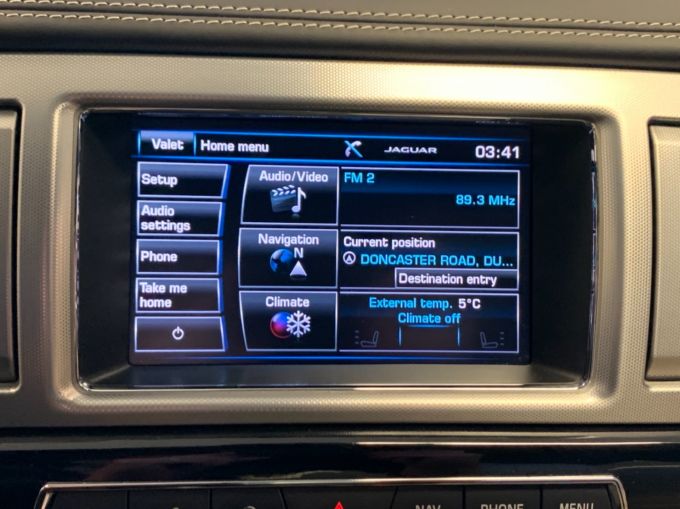 Valet
Home menu
JAGUAR
03:41
Setup
Audio/Video
FM 2
89.3 MHz
Audio
settings
Phone
Navigation
N
Current position
DONCASTER ROAD, DU...
Destination entry
Take me
home
Climate
External temp. 5°C
Climate off
NAV
PHONE
MENU